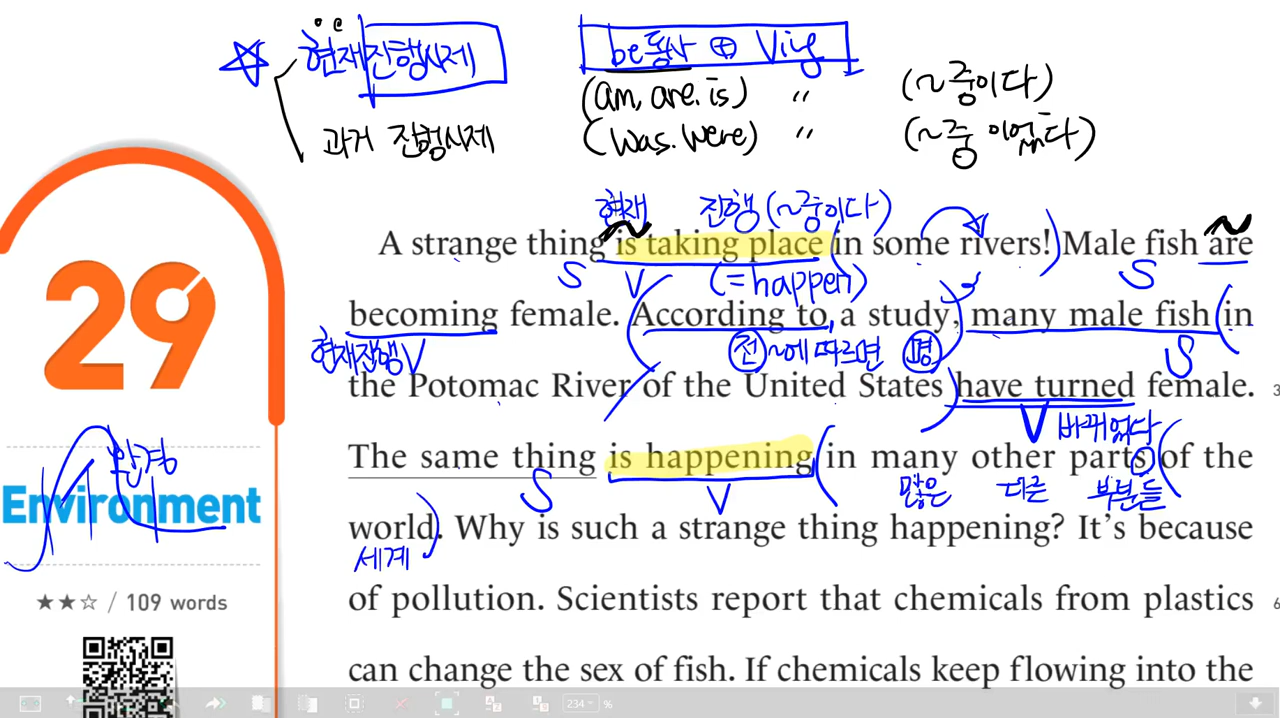 현재 진행시제 be동사 + Ving
(am, are. is) " (~중이다)
과거 진행시제 (was. were) " (~중 이었다)
현재 진행 (~중이다)
A strange thing is taking place in some rivers! Male fish are
S V (= happen) S
29
becoming female. According to, a study, many male fish in
현재진행 V 전 ~에 따르면 명 S
the Potomac River of the United States have turned female. 3
V 바뀌었다
The same thing is happening in many other parts of the
환경
S V 많은 다른 부분들
Environment
world. Why is such a strange thing happening? It's because
세계
★★☆ / 109 words
of pollution. Scientists report that chemicals from plastics 6
can change the sex of fish. If chemicals keep flowing into the
234 %